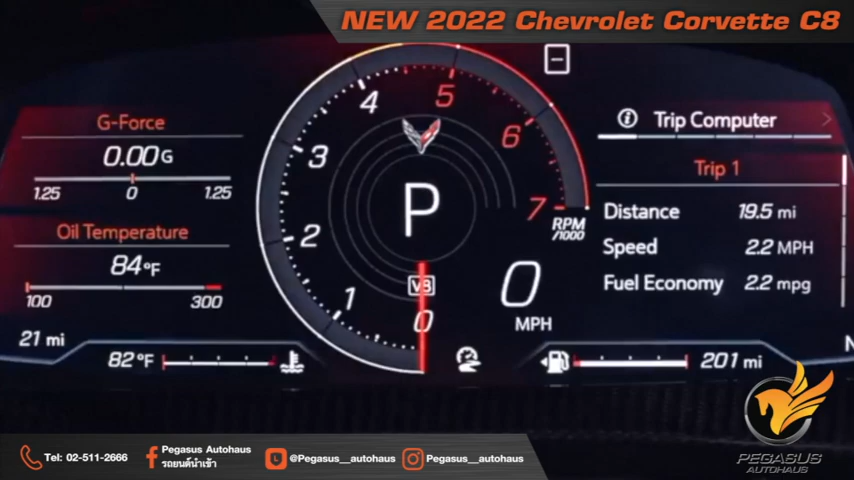 NEW 2022 Chevrolet Corvette C8
G-Force
0.00 G
1.25 0 1.25
Oil Temperature
84°F
100 300
21 mi
82°F
1
2
3
4
5
6
7
RPM
/1000
P
V8
0
0
MPH
Trip Computer
Trip 1
Distance 19.5 mi
Speed 2.2 MPH
Fuel Economy 2.2 mpg
201 mi
N
PEGASUS
AUTOHAUS
Tel: 02-511-2666
Pegasus Autohaus
รถยนต์นำเข้า
@Pegasus__autohaus
Pegasus__autohaus